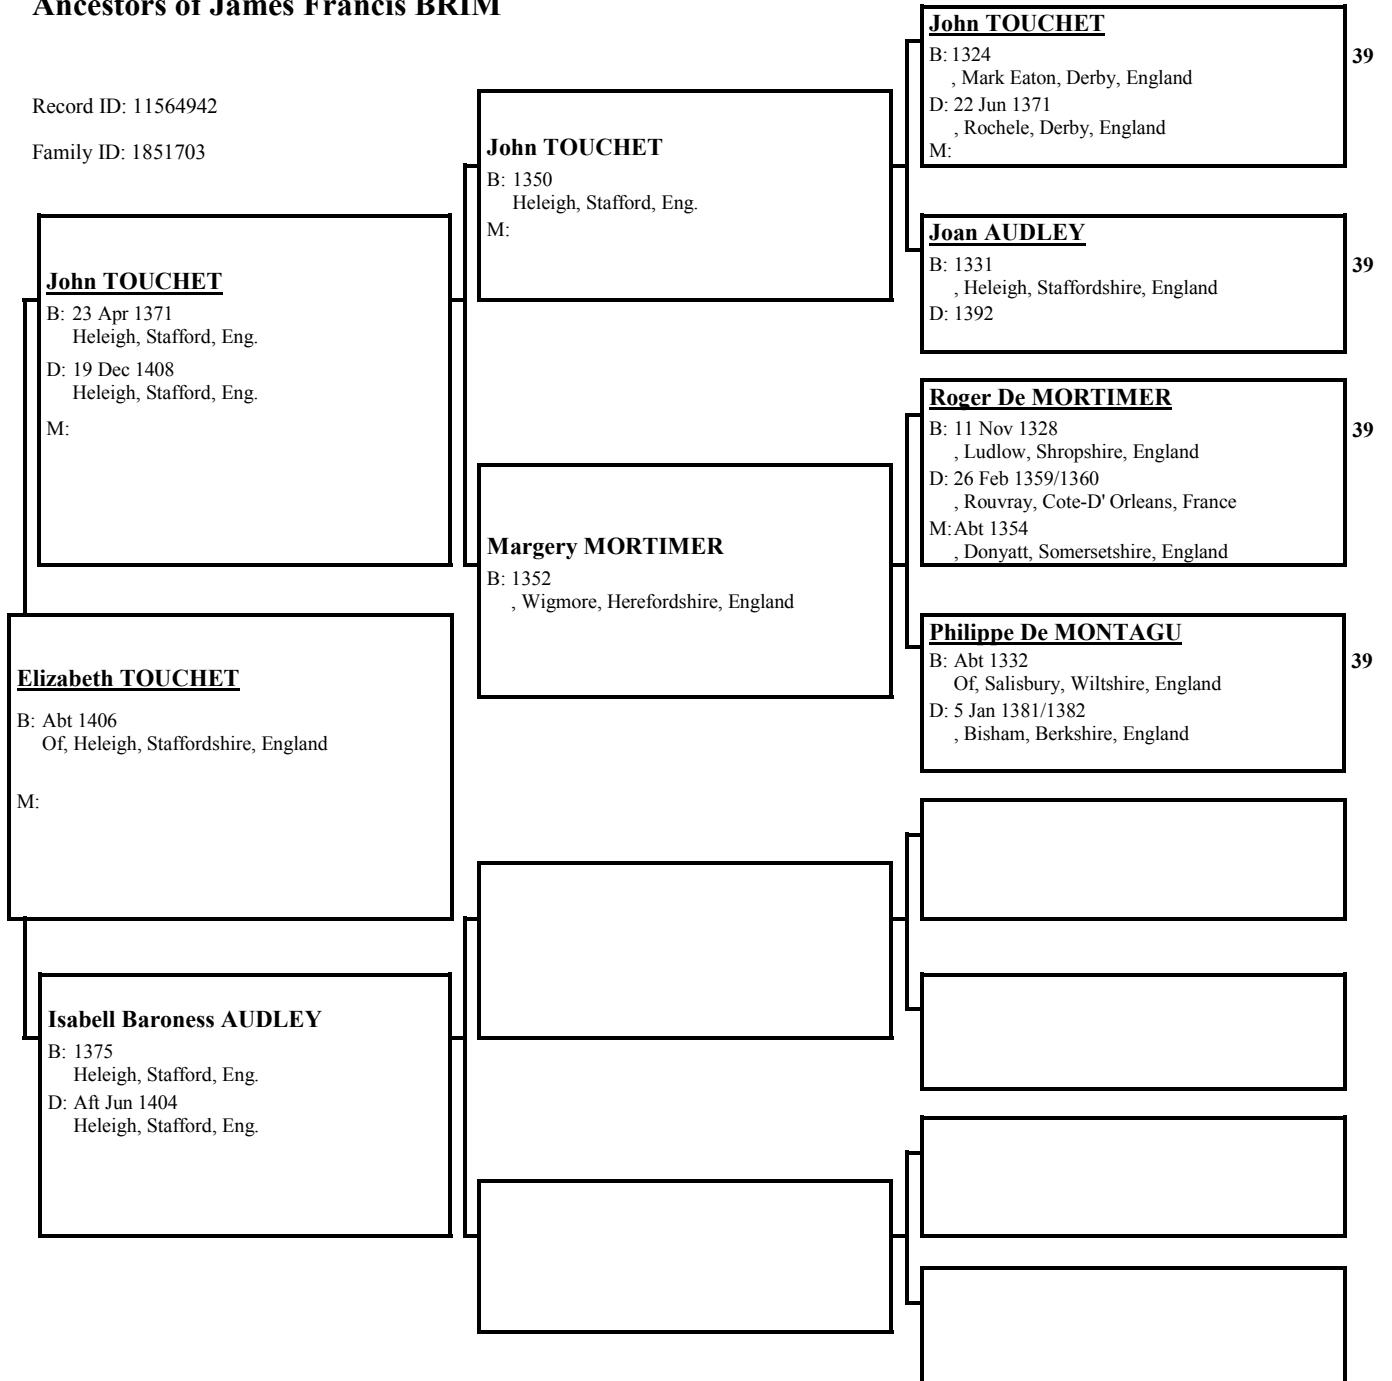 Ancestors of James Francis BRIM
Record ID: 11564942
Family ID: 1851703
John TOUCHET
B: 23 Apr 1371
Heleigh, Stafford, Eng.
D: 19 Dec 1408
Heleigh, Stafford, Eng.
M:
Elizabeth TOUCHET
B: Abt 1406
Of, Heleigh, Staffordshire, England
M:
Isabell Baroness AUDLEY
B: 1375
Heleigh, Stafford, Eng.
D: Aft Jun 1404
Heleigh, Stafford, Eng.
John TOUCHET
B: 1350
Heleigh, Stafford, Eng.
M:
Margery MORTIMER
B: 1352
, Wigmore, Herefordshire, England
John TOUCHET
B: 1324
39
, Mark Eaton, Derby, England
D: 22 Jun 1371
, Rochele, Derby, England
M:
Joan AUDLEY
B: 1331
39
, Heleigh, Staffordshire, England
D: 1392
Roger De MORTIMER
B: 11 Nov 1328
39
, Ludlow, Shropshire, England
D: 26 Feb 1359/1360
, Rouvray, Cote-D' Orleans, France
M:Abt 1354
, Donyatt, Somersetshire, England
Philippe De MONTAGU
B: Abt 1332
39
Of, Salisbury, Wiltshire, England
D: 5 Jan 1381/1382
, Bisham, Berkshire, England